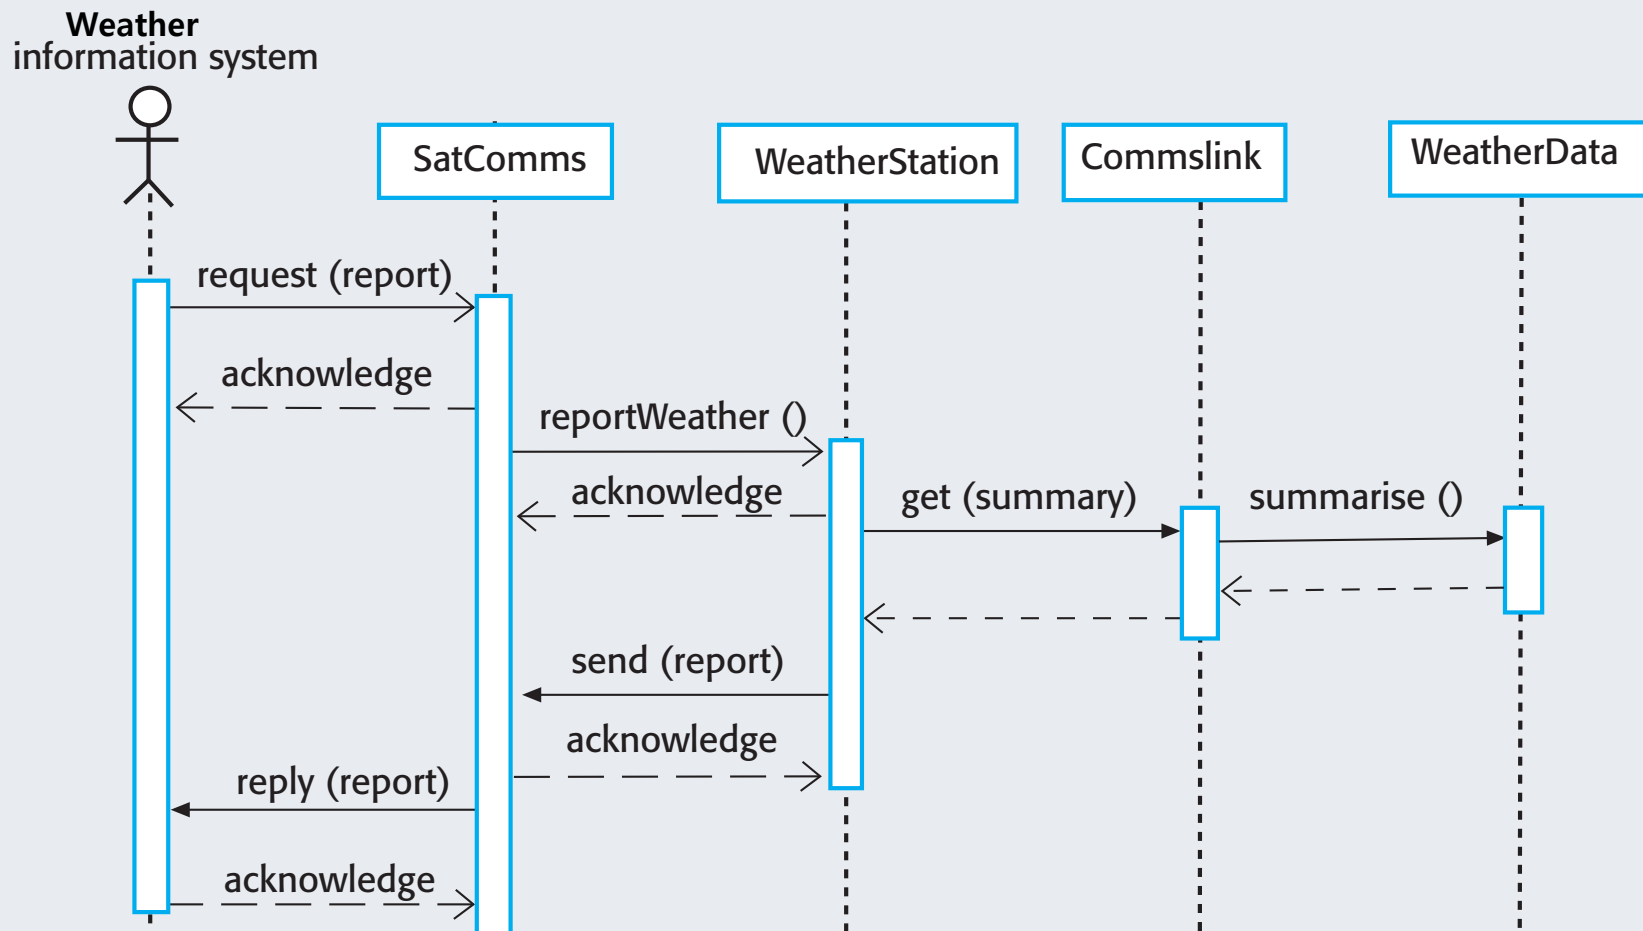 Weather
information system
SatComms
WeatherStation
Commslink
WeatherData
request (report)
acknowledge
reportWeather ()
acknowledge
get (summary)
summarise ()
send (report)
acknowledge
reply (report)
acknowledge